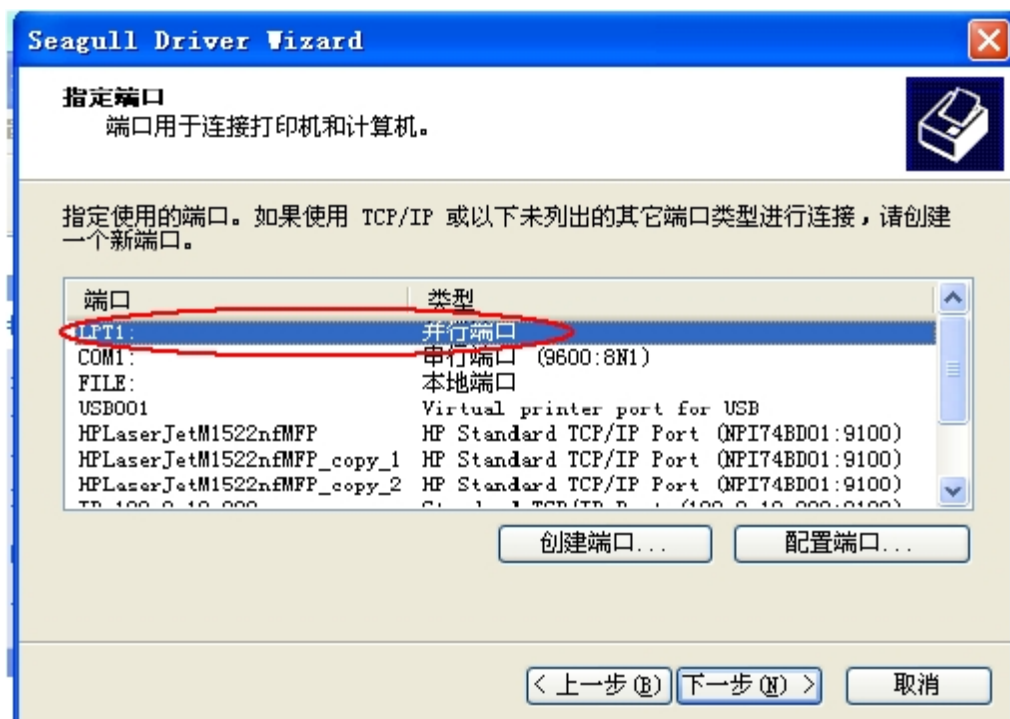 Seagull Driver Wizard
指定端口
端口用于连接打印机和计算机。
指定使用的端口。如果使用 TCP/IP 或以下未列出的其它端口类型进行连接，请创建
一个新端口。
端口 类型
LPT1: 并行端口
COM1: 串行端口 (9600:8N1)
FILE: 本地端口
USB001 Virtual printer port for USB
HPLaserJetM1522nfMFP HP Standard TCP/IP Port (NPI74BD01:9100)
HPLaserJetM1522nfMFP_copy_1 HP Standard TCP/IP Port (NPI74BD01:9100)
HPLaserJetM1522nfMFP_copy_2 HP Standard TCP/IP Port (NPI74BD01:9100)
创建端口... 配置端口...
< 上一步(B) 下一步(N) > 取消